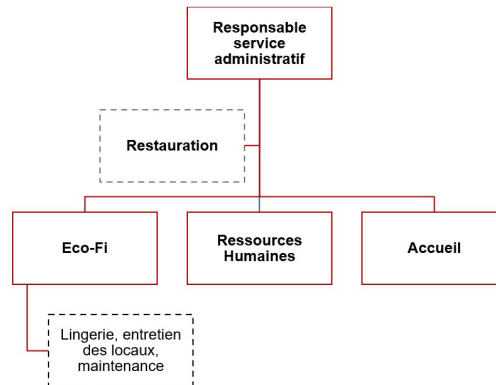 Responsable
service
administratif
Restauration
Eco-Fi
Ressources
Humaines
Accueil
Lingerie, entretien
des locaux,
maintenance